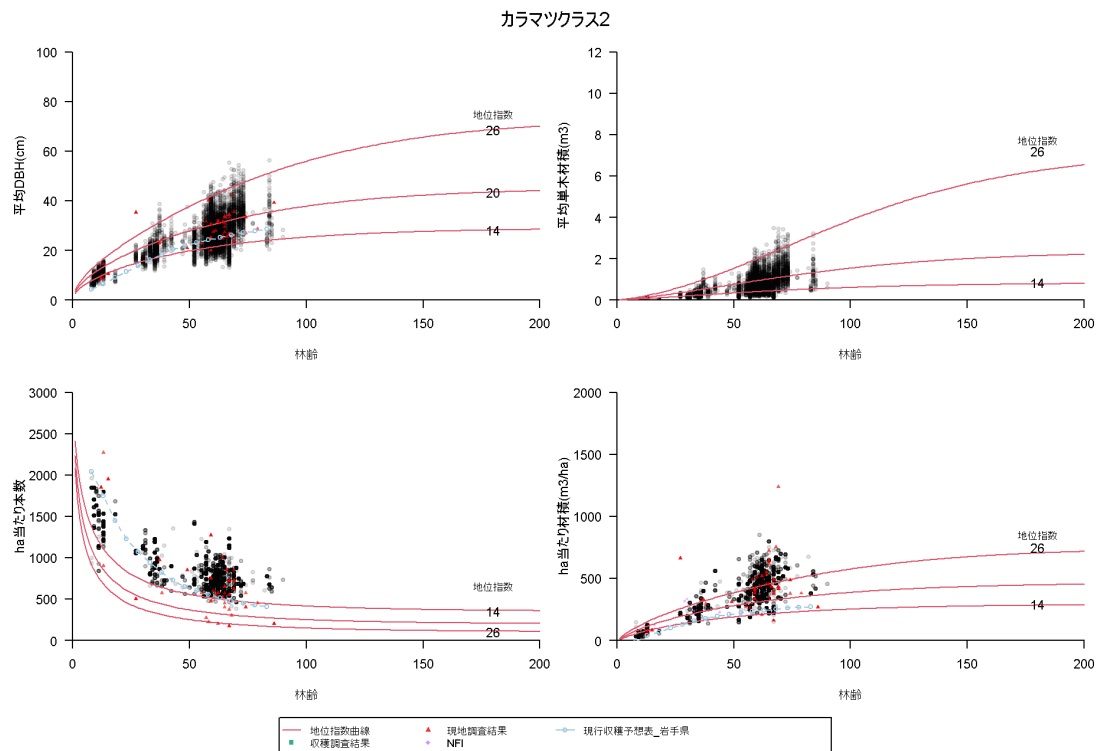 カラマツクラス2
平均DBH(cm)
100
80
60
40
20
0
0 50 100 150 200
林齢
地位指数
26
20
14
平均単木材積(m3)
12
10
8
6
4
2
0
0 50 100 150 200
林齢
地位指数
26
14
ha当たり本数
3000
2500
2000
1500
1000
500
0
0 50 100 150 200
林齢
地位指数
14
26
ha当たり材積(m3/ha)
2000
1500
1000
500
0
0 50 100 150 200
林齢
地位指数
26
14
地位指数曲線 現地調査結果 現行収穫予想表_岩手県
収穫調査結果 NFI